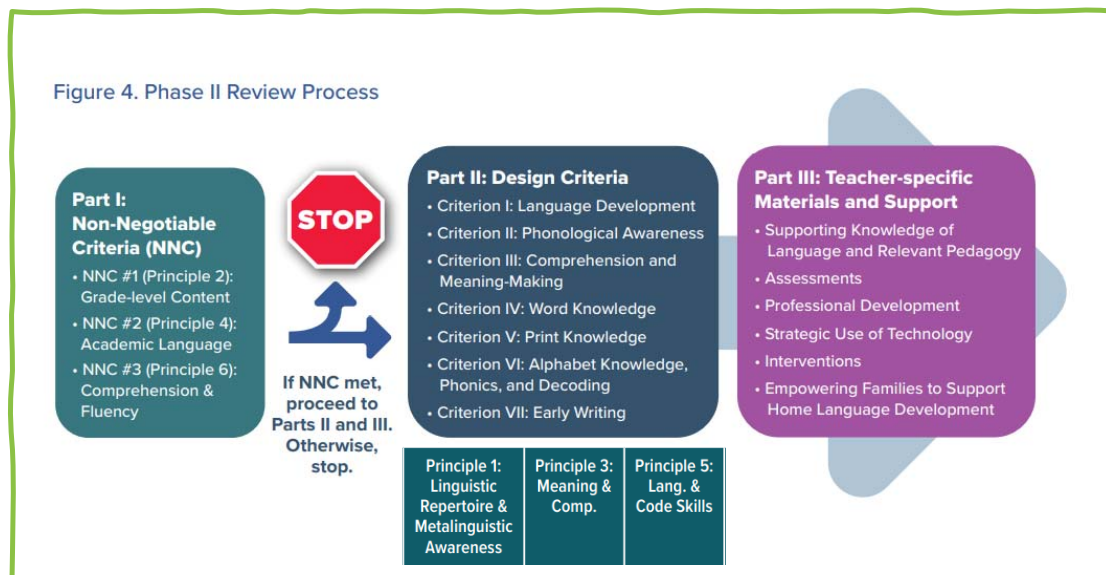 Figure 4. Phase II Review Process
Part I:
Non-Negotiable
Criteria (NNC)
• NNC #1 (Principle 2):
Grade-level Content
• NNC #2 (Principle 4):
Academic Language
• NNC #3 (Principle 6):
Comprehension &
Fluency
STOP
If NNC met,
proceed to
Parts II and III.
Otherwise,
stop.
Part II: Design Criteria
• Criterion I: Language Development
• Criterion II: Phonological Awareness
• Criterion III: Comprehension and
Meaning-Making
• Criterion IV: Word Knowledge
• Criterion V: Print Knowledge
• Criterion VI: Alphabet Knowledge,
Phonics, and Decoding
• Criterion VII: Early Writing
Principle 1:
Linguistic
Repertoire &
Metalinguistic
Awareness
Principle 3:
Meaning &
Comp.
Principle 5:
Lang. &
Code Skills
Part III: Teacher-specific
Materials and Support
• Supporting Knowledge of
Language and Relevant Pedagogy
• Assessments
• Professional Development
• Strategic Use of Technology
• Interventions
• Empowering Families to Support
Home Language Development